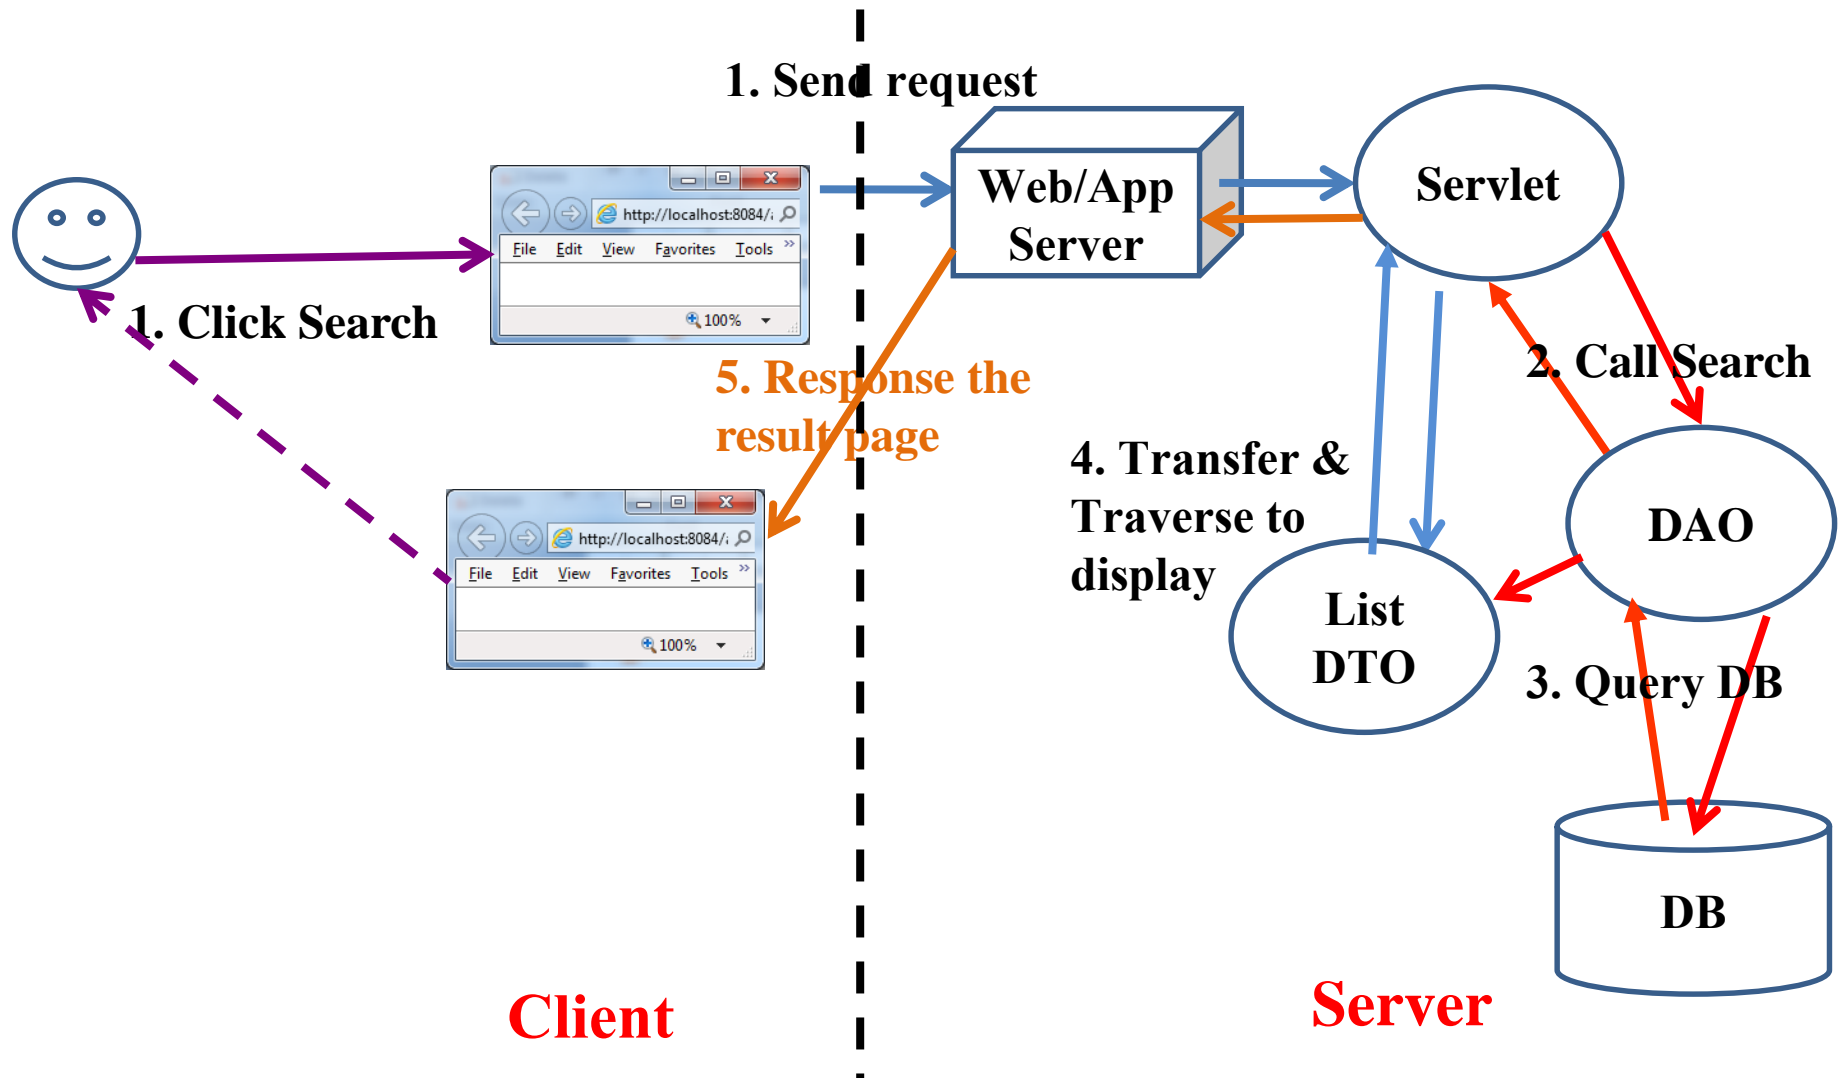 1. Send request
Web/App
Server
Servlet
http://localhost:8084/
File Edit View Favorites Tools »
100%
1. Click Search
5. Response the
result page
2. Call Search
4. Transfer &
Traverse to
display
DAO
http://localhost:8084/
File Edit View Favorites Tools »
100%
List
DTO
3. Query DB
DB
Client
Server